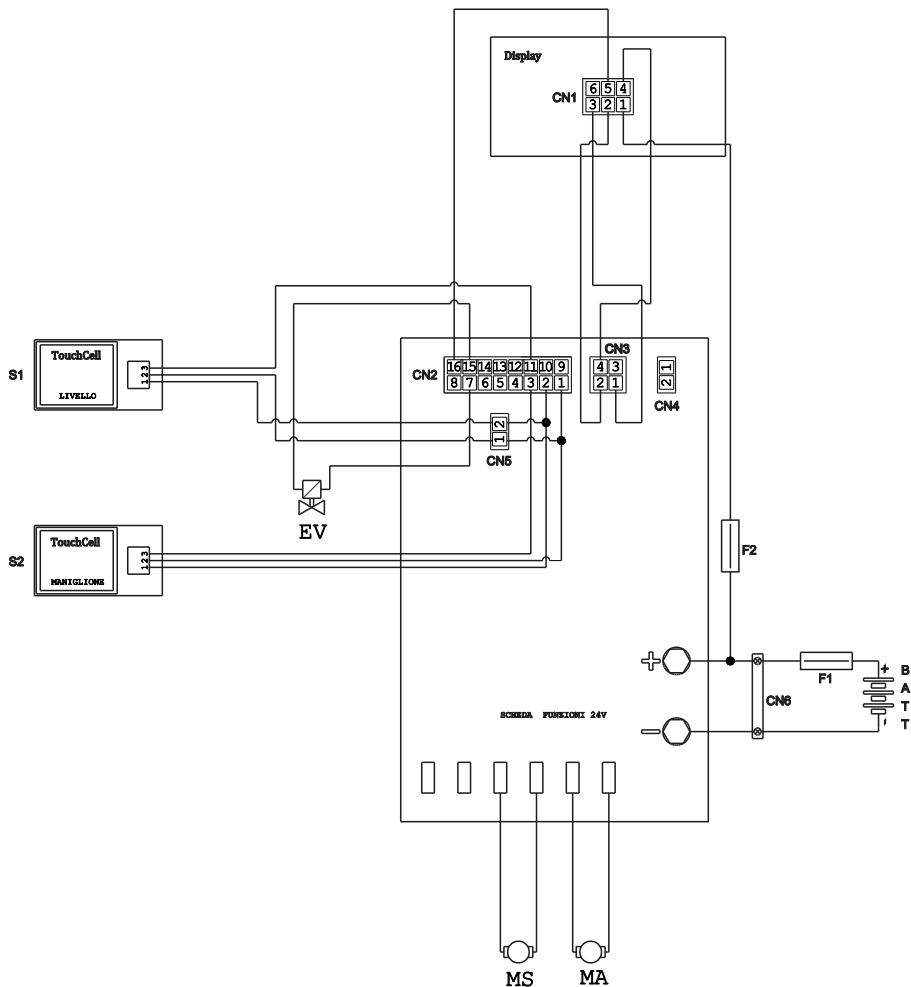 Display
CN1
6 5 4
3 2 1
TouchCell
S1
LIVELLO
1 2 3
CN2
16 15 14 13 12 11 10 9
8 7 6 5 4 3 2 1
CN3
4 3
2 1
1
2
CN4
2
1
CN5
EV
TouchCell
S2
MANIGLIONE
1 2 3
F2
+
F1
+
-
BATT
CN6
SCHEDA FUNZIONI 24V
-
MS
MA